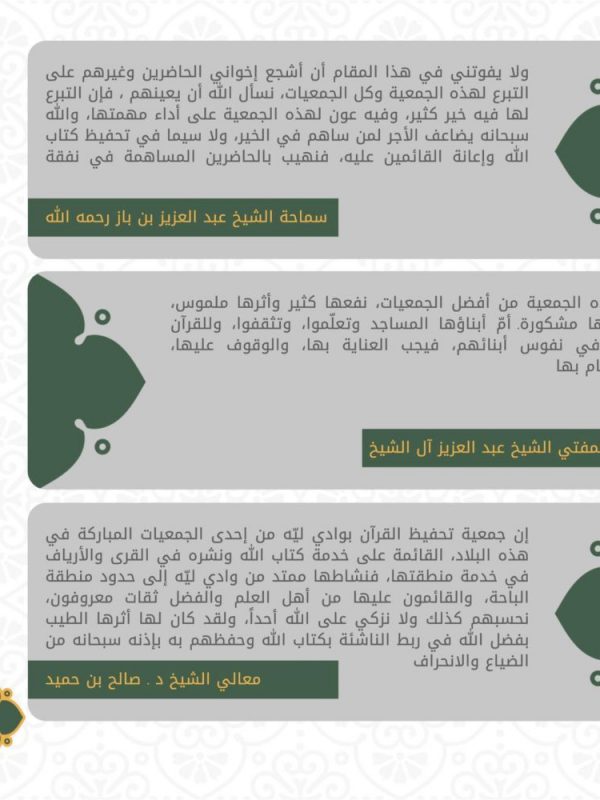 ولا يفوتني في هذا المقام أن أشجع إخواني الحاضرين وغيرهم على
التبرع لهذه الجمعية وكل الجمعيات، نسأل الله أن يعينهم ، فإن التبرع
لها فيه خير كثير، وفيه عون لهذه الجمعية على أداء مهمتها، والله
سبحانه يضاعف الأجر لمن ساهم في الخير، ولا سيما في تحفيظ كتاب
الله وإعانة القائمين عليه، فنهيب بالحاضرين المساهمة في نفقة
سماحة الشيخ عبد العزيز بن باز رحمه الله
الجمعية من أفضل الجمعيات، نفعها كثير وأثرها ملموس،
مشكورة. أمّ أبناؤها المساجد وتعلّموا، وتثقفوا، وللقرآن
في نفوس أبنائهم، فيجب العناية بها، والوقوف عليها،
بها
الشيخ عبد العزيز آل الشيخ
إن جمعية تحفيظ القرآن بوادي ليّه من إحدى الجمعيات المباركة في
هذه البلاد، القائمة على خدمة كتاب الله ونشره في القرى والأرياف
في خدمة منطقتها، فنشاطها ممتد من وادي ليّه إلى حدود منطقة
الباحة، والقائمون عليها من أهل العلم والفضل ثقات معروفون،
نحسبهم كذلك ولا نزكي على الله أحداً، ولقد كان لها أثرها الطيب
بفضل الله في ربط الناشئة بكتاب الله وحفظهم به بإذنه سبحانه من
الضياع والانحراف
معالي الشيخ د . صالح بن حميد